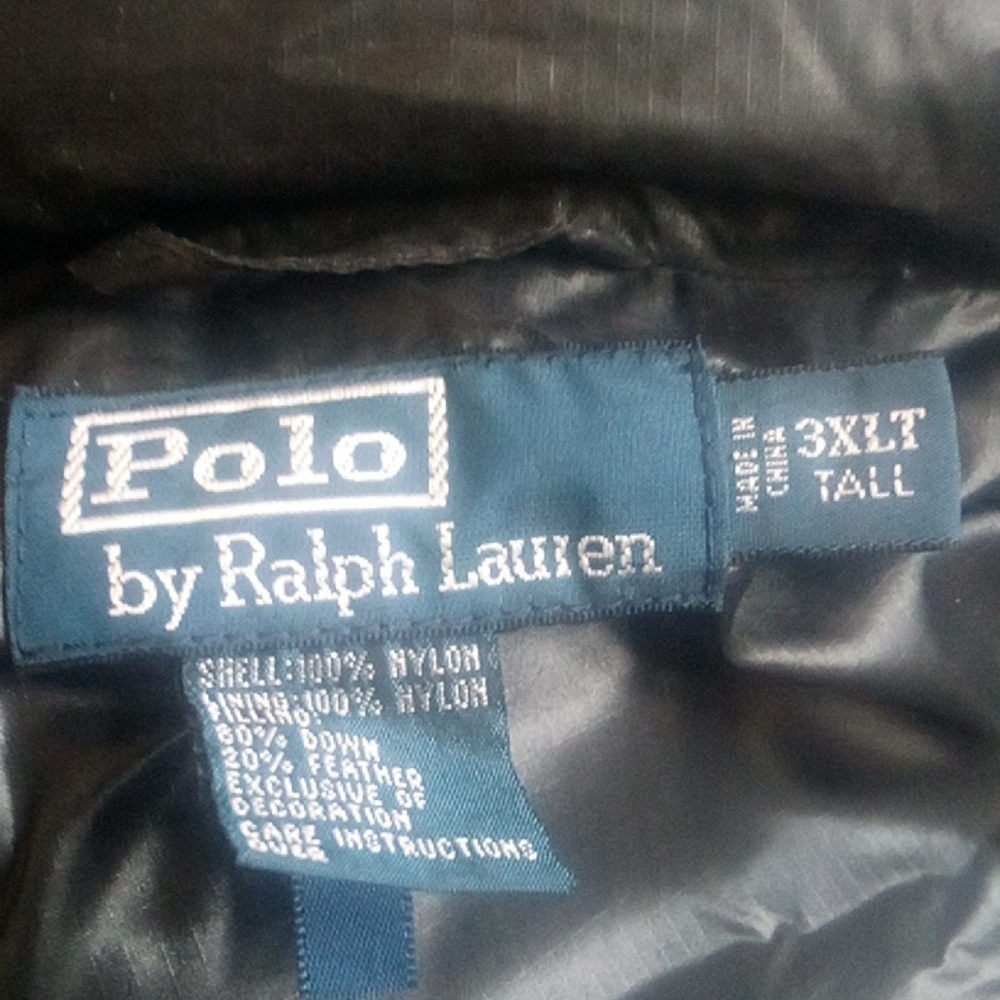 Polo
by Ralph Lauren
MADE IN
CHINA
3XLT
TALL
SHELL:100% NYLON
LINING:100% NYLON
FILLING:
80% DOWN
20% FEATHER
EXCLUSIVE OF
DECORATION
CARE INSTRUCTIONS
OVER